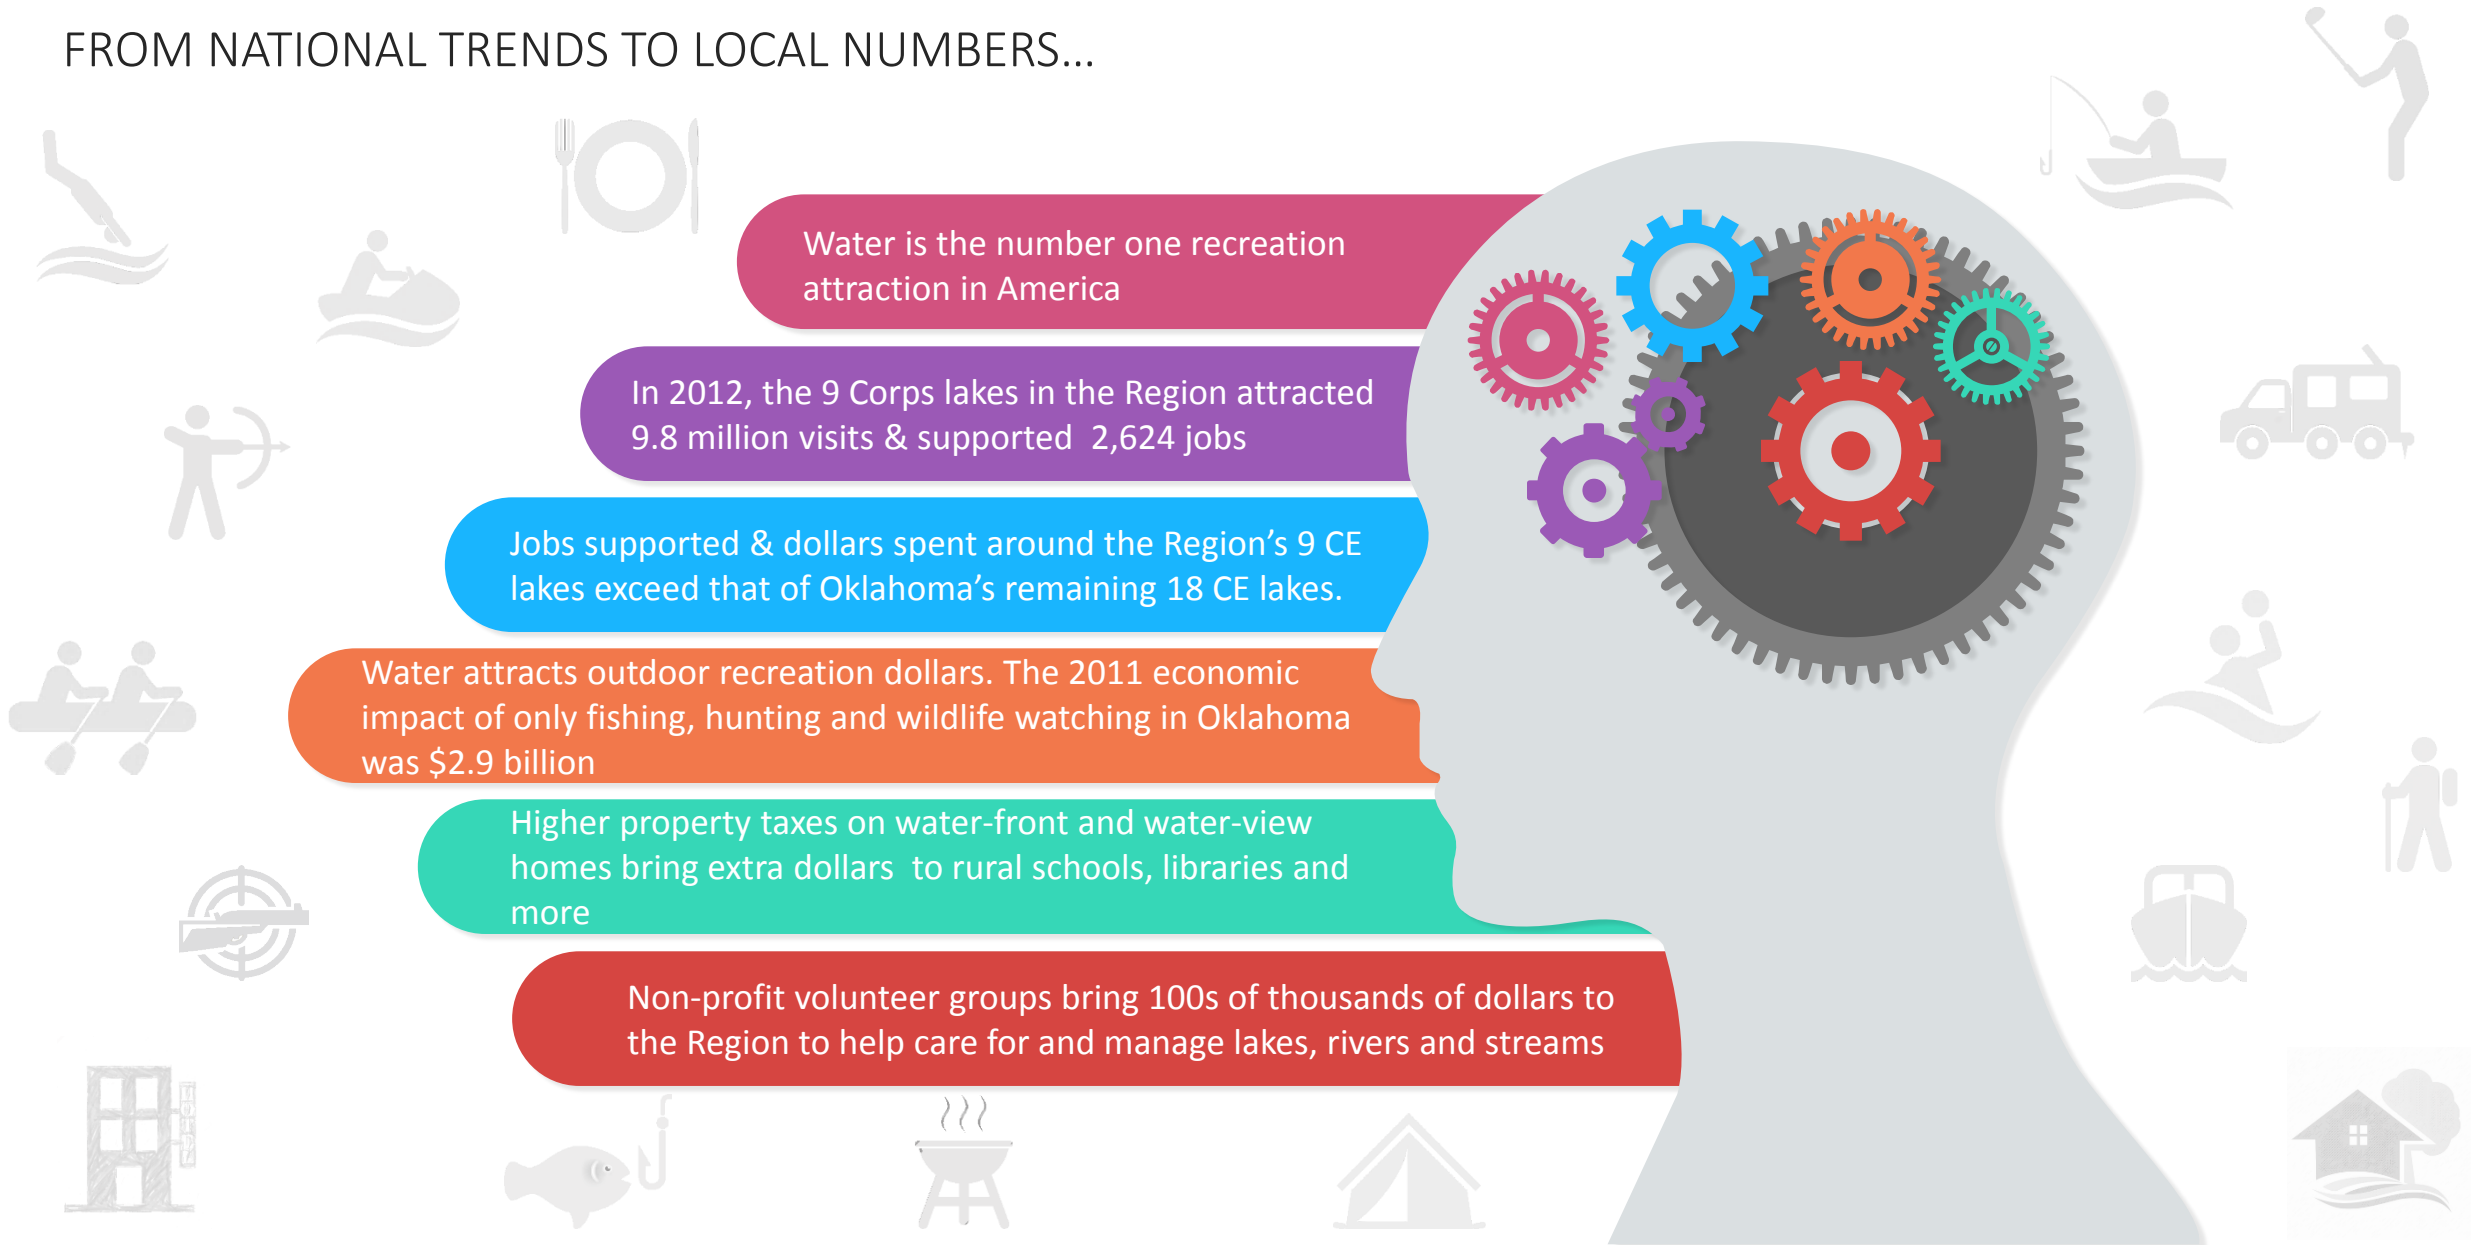 FROM NATIONAL TRENDS TO LOCAL NUMBERS...
Water is the number one recreation
attraction in America
In 2012, the 9 Corps lakes in the Region attracted
9.8 million visits & supported  2,624 jobs
Jobs supported & dollars spent around the Region’s 9 CE
lakes exceed that of Oklahoma’s remaining 18 CE lakes.
Water attracts outdoor recreation dollars. The 2011 economic
impact of only fishing, hunting and wildlife watching in Oklahoma
was $2.9 billion
Higher property taxes on water-front and water-view
homes bring extra dollars  to rural schools, libraries and
more
Non-profit volunteer groups bring 100s of thousands of dollars to
the Region to help care for and manage lakes, rivers and streams